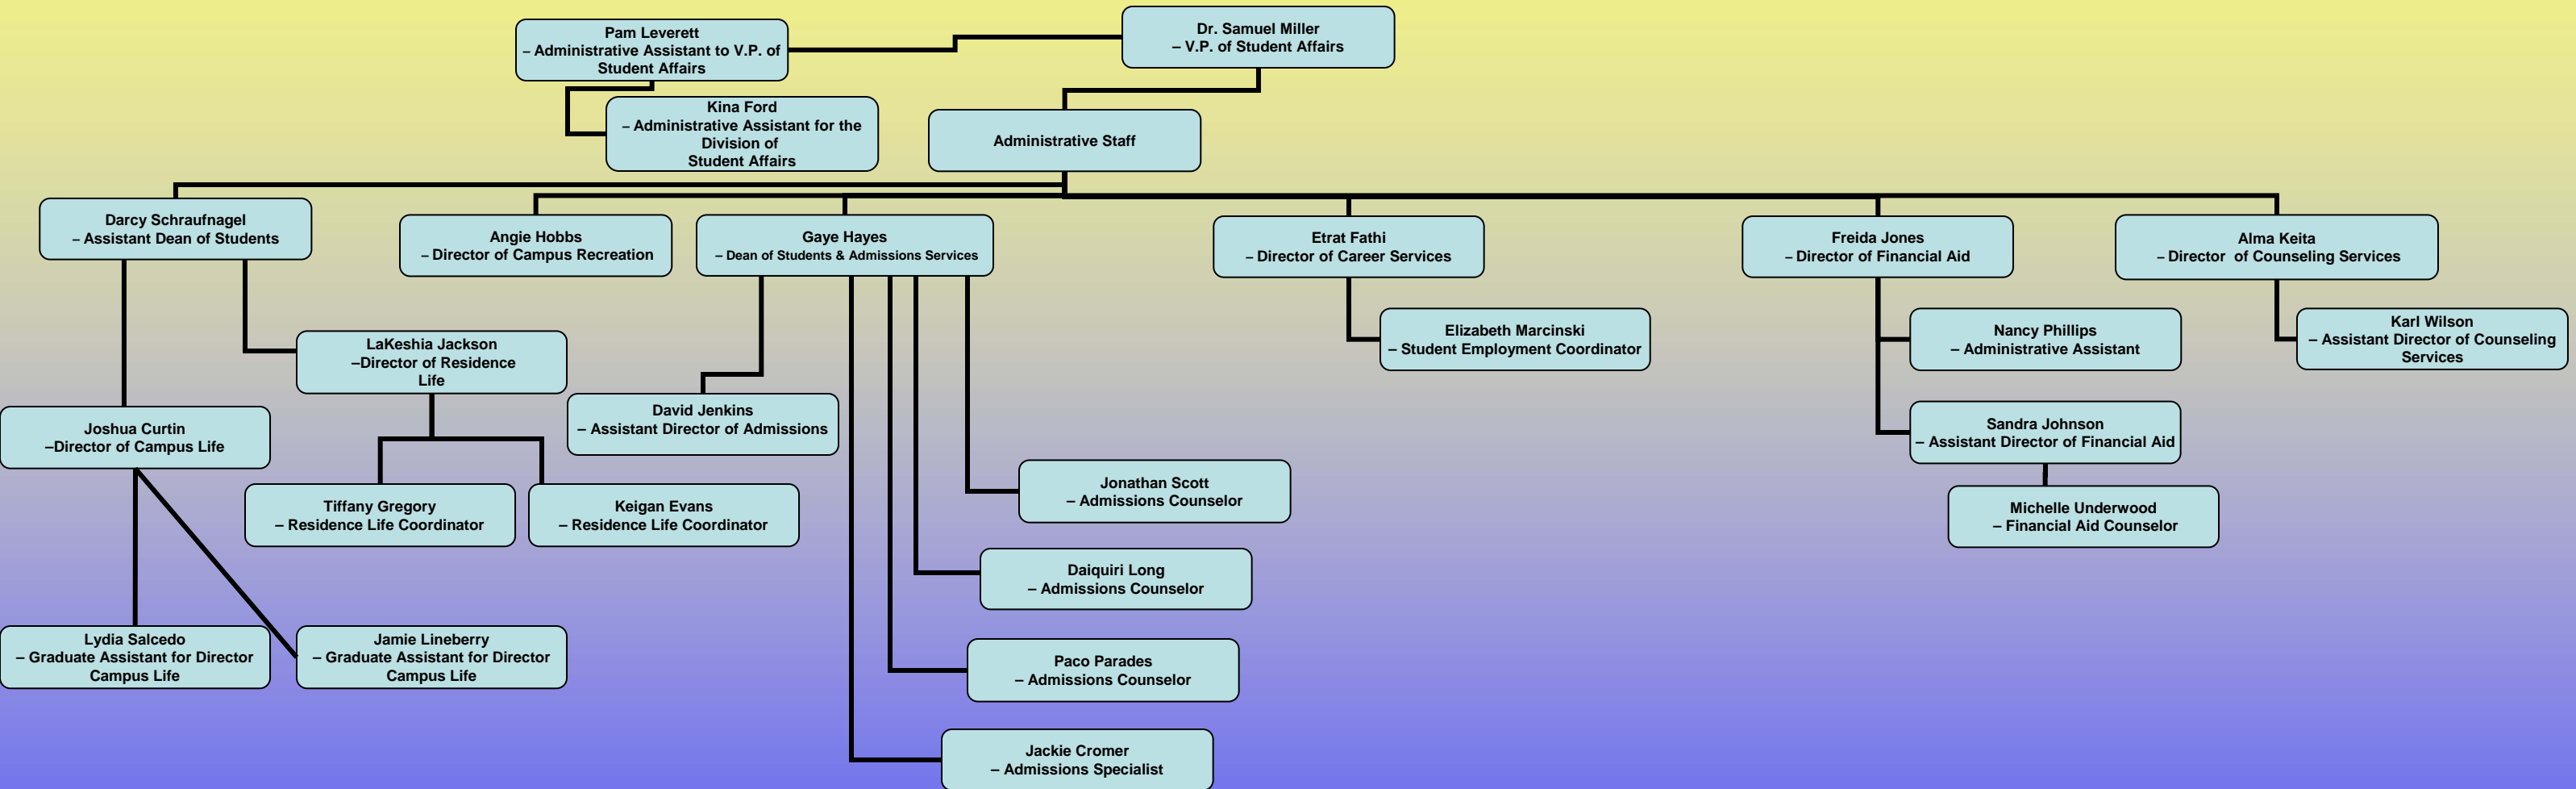 Pam Leverett
– Administrative Assistant to V.P. of
Student Affairs
Dr. Samuel Miller
– V.P. of Student Affairs
Kina Ford
– Administrative Assistant for the
Division of
Student Affairs
Administrative Staff
Darcy Schraufnagel
– Assistant Dean of Students
Angie Hobbs
– Director of Campus Recreation
Gaye Hayes
– Dean of Students & Admissions Services
Etrat Fathi
– Director of Career Services
Freida Jones
– Director of Financial Aid
Alma Keita
– Director  of Counseling Services
LaKeshia Jackson
–Director of Residence
Life
Elizabeth Marcinski
– Student Employment Coordinator
Nancy Phillips
– Administrative Assistant
Karl Wilson
– Assistant Director of Counseling
Services
Joshua Curtin
–Director of Campus Life
David Jenkins
– Assistant Director of Admissions
Sandra Johnson
– Assistant Director of Financial Aid
Tiffany Gregory
– Residence Life Coordinator
Keigan Evans
– Residence Life Coordinator
Jonathan Scott
– Admissions Counselor
Michelle Underwood
– Financial Aid Counselor
Daiquiri Long
– Admissions Counselor
Lydia Salcedo
– Graduate Assistant for Director
Campus Life
Jamie Lineberry
– Graduate Assistant for Director
Campus Life
Paco Parades
– Admissions Counselor
Jackie Cromer
– Admissions Specialist